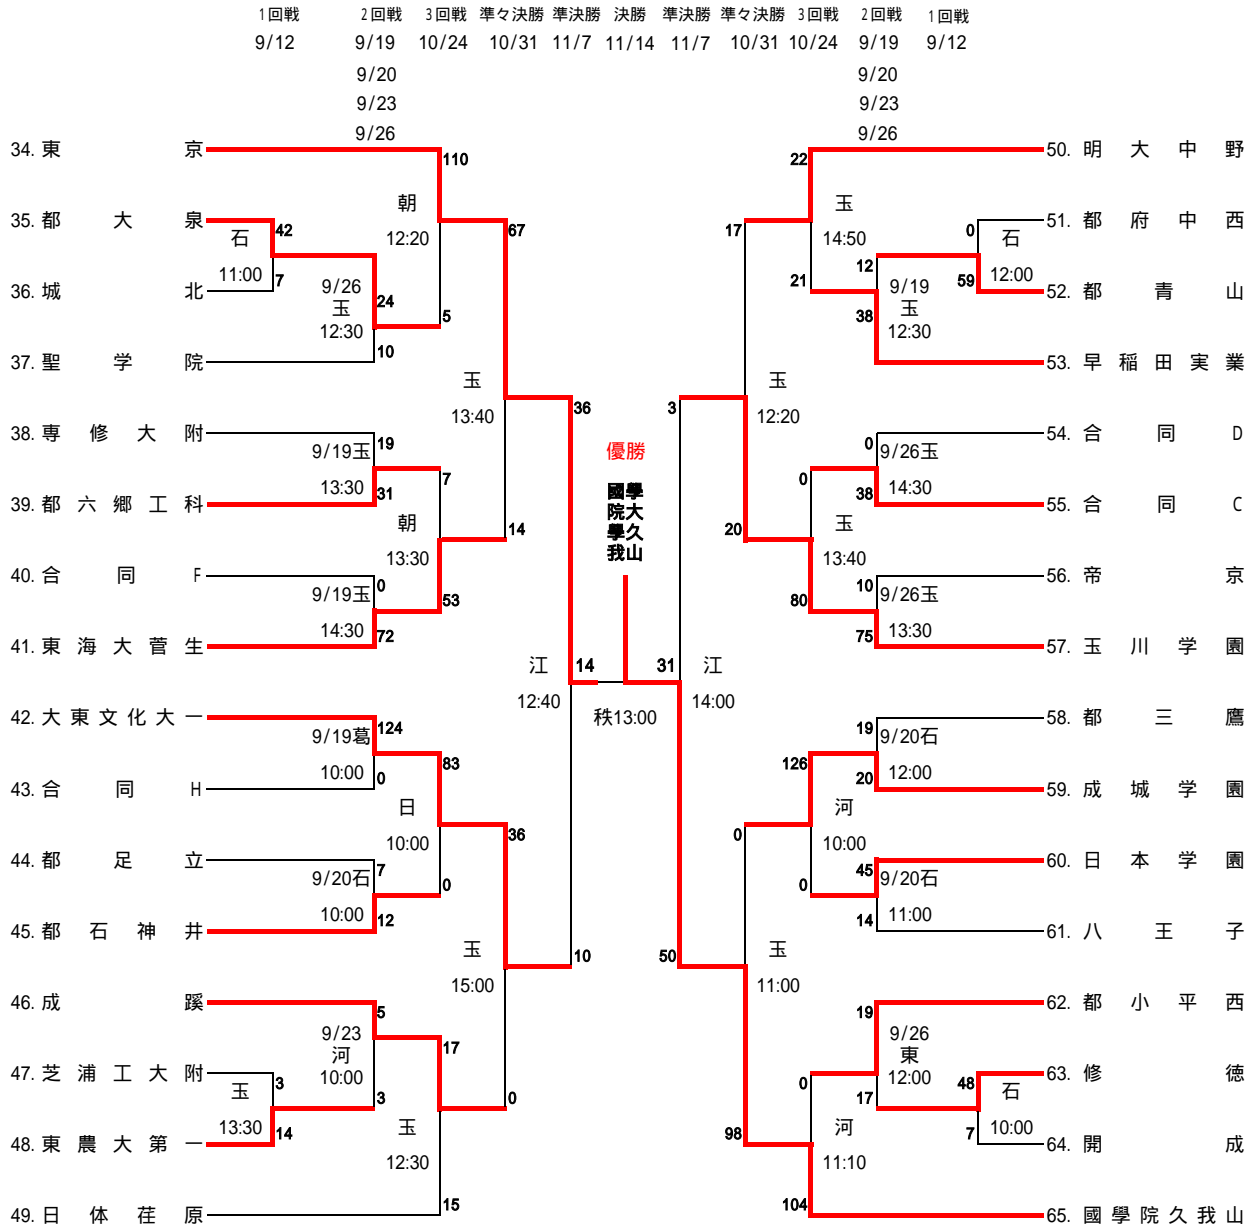 1回戦 2回戦 3回戦 準々決勝 準決勝 決勝 準決勝 準々決勝 3回戦 2回戦 1回戦
9/12 9/19 10/24 10/31 11/7 11/14 11/7 10/31 10/24 9/19 9/12
9/20 9/20
9/23 9/23
9/26 9/26
34. 東京 110 22 50. 明大中野
朝 玉
35. 都大泉 42 67 17 0 51. 都府中西
石 12:20 14:50 石
11:00 7 9/26 21 12 9/19 59 12:00
36. 城北 24 5 38 52. 都青山
玉 玉
12:30 12:30
10
37. 聖学院 53. 早稲田実業
玉 玉
13:40 36 3 12:20
38. 専修大附 19 0 54. 合同D
9/19玉 優勝 9/26玉
13:30 31 7 0 38 14:30
39. 都六郷工科 55. 合同C
國學
院大
學久
我山
朝 14 20 玉
13:30 13:40
40. 合同F 0 10 56. 帝京
9/19玉 53 80 9/26玉
14:30 72 75 13:30
41. 東海大菅生 57. 玉川学園
江 14 31 江
12:40 14:00
秩13:00
42. 大東文化大一 124 19 58. 都三鷹
9/19葛 9/20石
10:00 0 83 126 20 12:00
43. 合同H 59. 成城学園
日 河
10:00 36 0 10:00
44. 都足立 7 45 60. 日本学園
9/20石 0 0 9/20石
10:00 12 14 11:00
45. 都石神井 61. 八王子
玉 10 50 玉
15:00 11:00
46. 成蹊 5 19 62. 都小平西
9/23 17 9/26
河 東
10:00 12:00
47. 芝浦工大附 3 3 0 17 48 63. 修徳
玉 0 石
13:30 14 玉 98 河 7 10:00
48. 東農大第一 64. 開成
12:30 11:10
15 104
49. 日体荏原 65. 國學院久我山